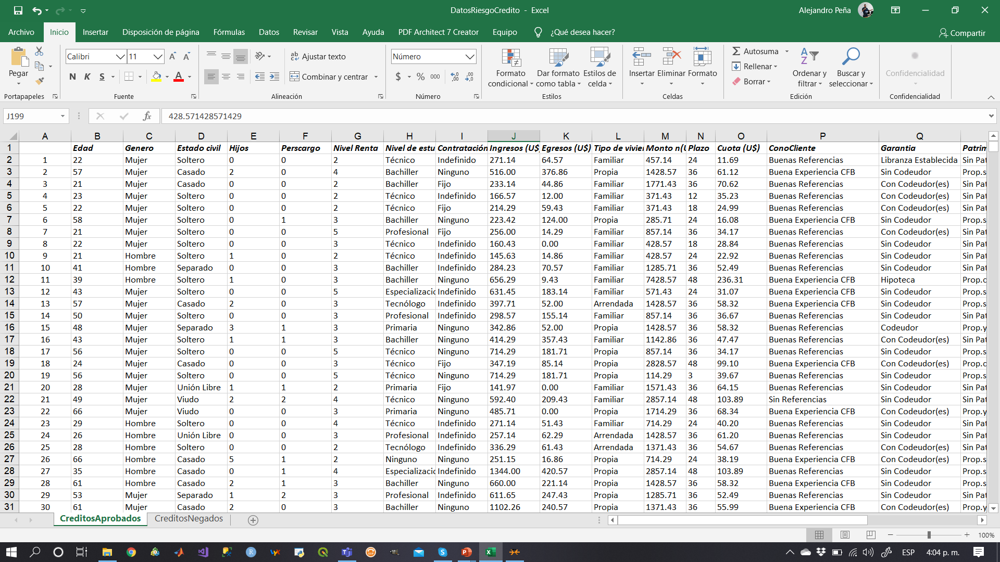 DatosRiesgoCredito - Excel
Alejandro Peña
Archivo Inicio Insertar Disposición de página Fórmulas Datos Revisar Vista Ayuda PDF Architect 7 Creator Equipo ¿Qué desea hacer? Compartir
Pegar
Calibri 11
N K S
Ajustar texto
Combinar y centrar
Número
$ % 000
Formato condicional
Dar formato como tabla
Estilos de celda
Insertar Eliminar Formato
Autosuma
Rellenar
Borrar
Ordenar y filtrar
Buscar y seleccionar
Confidencialidad
Portapapeles Fuente Alineación Número Estilos Celdas Edición Confidencialidad
J199 fx 428.571428571429
A B C D E F G H I J K L M N O P Q
1 Edad Genero Estado civil Hijos Perscargo Nivel Renta Nivel de estu Contratación Ingresos (U$ Egresos (U$) Tipo de vivie Monto n( Plazo Cuota (U$) ConoCliente Garantia Patrim
2 1 22 Mujer Soltero 0 0 2 Técnico Indefinido 271.14 64.57 Familiar 457.14 24 11.69 Buenas Referencias Libranza Establecida Sin Pat
3 2 57 Mujer Casado 2 0 4 Bachiller Ninguno 516.00 376.86 Propia 1428.57 36 61.12 Buena Experiencia CFB Sin Codeudor Prop.s
4 3 21 Mujer Casado 0 0 2 Bachiller Fijo 233.14 44.86 Familiar 1771.43 36 70.62 Buenas Referencias Con Codeudor(es) Sin Pat
5 4 23 Mujer Soltero 0 0 2 Técnico Indefinido 166.57 12.00 Familiar 371.43 12 35.23 Buenas Referencias Con Codeudor(es) Sin Pat
6 5 22 Mujer Soltero 0 0 2 Técnico Fijo 214.29 59.43 Familiar 371.43 18 24.99 Buenas Referencias Con Codeudor(es) Sin Pat
7 6 58 Mujer Soltero 0 1 3 Bachiller Ninguno 223.42 124.00 Propia 285.71 24 16.08 Buena Experiencia CFB Sin Codeudor Prop.s
8 7 21 Mujer Soltero 0 0 5 Profesional Fijo 256.00 14.29 Familiar 857.14 36 34.17 Buenas Referencias Con Codeudor(es) Sin Pat
9 8 22 Mujer Soltero 0 0 3 Técnico Indefinido 160.43 0.00 Familiar 428.57 18 28.84 Buenas Referencias Sin Codeudor Sin Pat
10 9 21 Hombre Soltero 1 0 2 Técnico Indefinido 145.63 14.86 Familiar 428.57 24 22.92 Buenas Referencias Sin Codeudor Sin Pat
11 10 41 Hombre Separado 0 0 3 Bachiller Indefinido 284.23 70.57 Familiar 1285.71 36 52.49 Buenas Referencias Sin Codeudor Sin Pat
12 11 39 Hombre Soltero 1 0 3 Bachiller Ninguno 656.29 9.43 Familiar 7428.57 48 236.31 Buena Experiencia CFB Hipoteca Prop.c
13 12 43 Mujer Soltero 0 0 5 Especializacio Indefinido 631.45 183.14 Familiar 571.43 24 31.07 Buena Experiencia CFB Sin Codeudor Prop.s
14 13 57 Mujer Casado 2 0 3 Tecnólogo Indefinido 397.71 52.00 Arrendada 1428.57 36 58.32 Buena Experiencia CFB Sin Codeudor Prop.s
15 14 50 Mujer Soltero 0 0 3 Profesional Indefinido 298.57 155.14 Familiar 857.14 36 36.67 Buenas Referencias Sin Codeudor Sin Pat
16 15 48 Mujer Separado 3 1 3 Primaria Ninguno 342.86 52.00 Propia 1428.57 36 58.32 Buenas Referencias Codeudor Prop.y
17 16 43 Mujer Soltero 1 1 3 Bachiller Ninguno 414.29 357.43 Familiar 1142.86 36 47.47 Buenas Referencias Con Codeudor(es) Sin Pat
18 17 56 Mujer Soltero 0 0 5 Técnico Ninguno 714.29 181.71 Propia 857.14 36 34.17 Buenas Referencias Sin Codeudor Prop.s
19 18 24 Mujer Casado 0 0 3 Técnico Fijo 347.19 85.14 Propia 2828.57 48 99.10 Buena Experiencia CFB Con Codeudor(es) Prop.c
20 19 56 Mujer Soltero 0 0 5 Técnico Ninguno 714.29 181.71 Propia 114.29 3 39.67 Buenas Referencias Sin Codeudor Prop.s
21 20 28 Mujer Unión Libre 1 1 2 Primaria Fijo 141.97 0.00 Familiar 1571.43 36 64.15 Buenas Referencias Sin Codeudor Sin Pat
22 21 49 Mujer Viudo 2 2 4 Técnico Ninguno 592.40 209.43 Familiar 2857.14 48 103.89 Sin Referencias Sin Codeudor Sin Pat
23 22 66 Mujer Viudo 0 0 3 Primaria Ninguno 485.71 0.00 Propia 1714.29 36 68.34 Buena Experiencia CFB Con Codeudor(es) Prop.y
24 23 29 Hombre Soltero 0 0 4 Técnico Indefinido 271.14 51.43 Familiar 714.29 24 40.20 Buenas Referencias Sin Codeudor Sin Pat
25 24 26 Hombre Unión Libre 0 0 3 Profesional Indefinido 257.14 62.29 Arrendada 1428.57 36 61.20 Buenas Referencias Sin Codeudor Sin Pat
26 25 28 Hombre Soltero 0 0 2 Tecnólogo Indefinido 336.29 61.43 Arrendada 1371.43 36 54.67 Buenas Referencias Con Codeudor(es) Sin Pat
27 26 66 Hombre Casado 5 1 2 Ninguno Ninguno 251.15 16.86 Propia 714.29 24 38.19 Buena Experiencia CFB Con Codeudor(es) Prop.s
28 27 35 Hombre Casado 0 1 4 Especializacio Indefinido 1344.00 420.57 Propia 2857.14 48 103.89 Buenas Referencias Sin Codeudor Sin Pat
29 28 61 Hombre Casado 2 1 3 Bachiller Ninguno 660.00 221.14 Propia 1428.57 36 58.32 Buena Experiencia CFB Sin Codeudor Prop.s
30 29 53 Mujer Separado 1 2 3 Profesional Indefinido 611.65 247.43 Propia 1285.71 36 52.49 Buenas Referencias Sin Codeudor Sin Pat
31 30 61 Mujer Casado 2 0 3 Bachiller Ninguno 1102.26 240.57 Propia 1371.43 36 55.99 Buena Experiencia CFB Con Codeudor(es) Prop.y
CreditosAprobados CreditosNegados
100%
ESP 4:04 p. m.